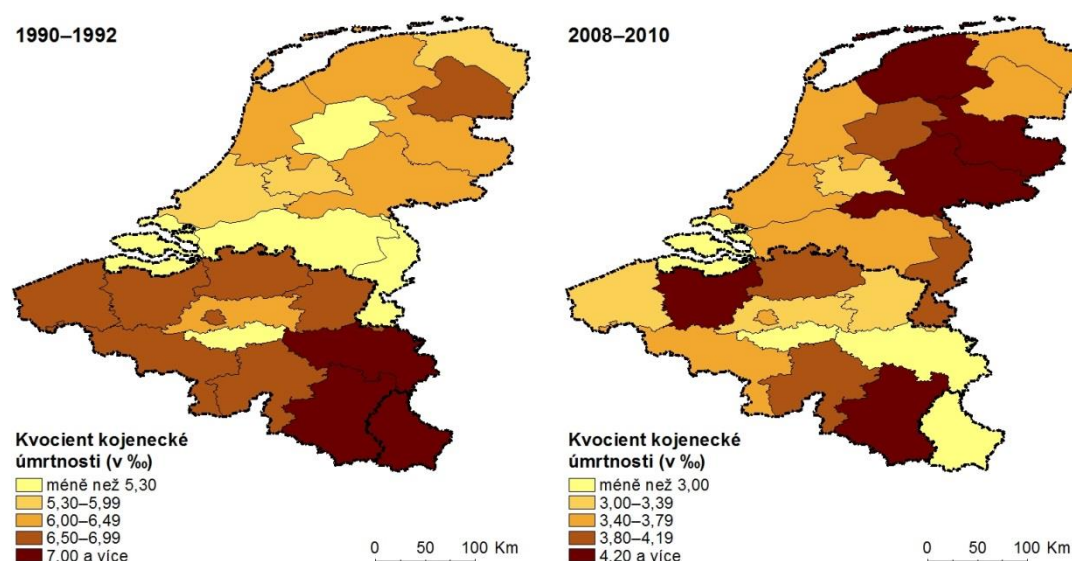 1990–1992
Kvocient kojenecké
úmrtnosti (v ‰)
méně než 5,30
5,30–5,99
6,00–6,49
6,50–6,99
7,00 a více
0 50 100 Km
2008–2010
Kvocient kojenecké
úmrtnosti (v ‰)
méně než 3,00
3,00–3,39
3,40–3,79
3,80–4,19
4,20 a více
0 50 100 Km